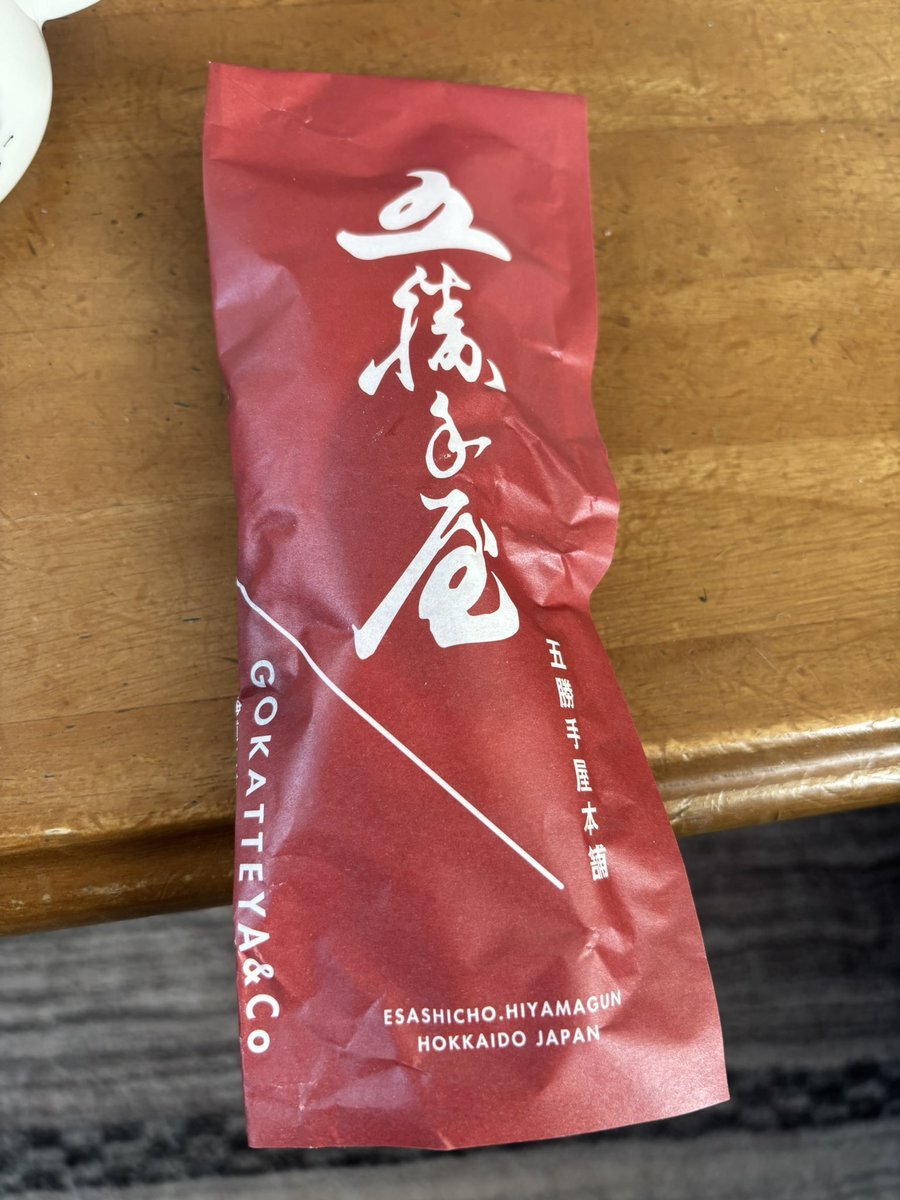 五勝手屋
五勝手屋本舗
GOKATTEYA&Co
ESASHICHO.HIYAMAGUN
HOKKAIDO JAPAN